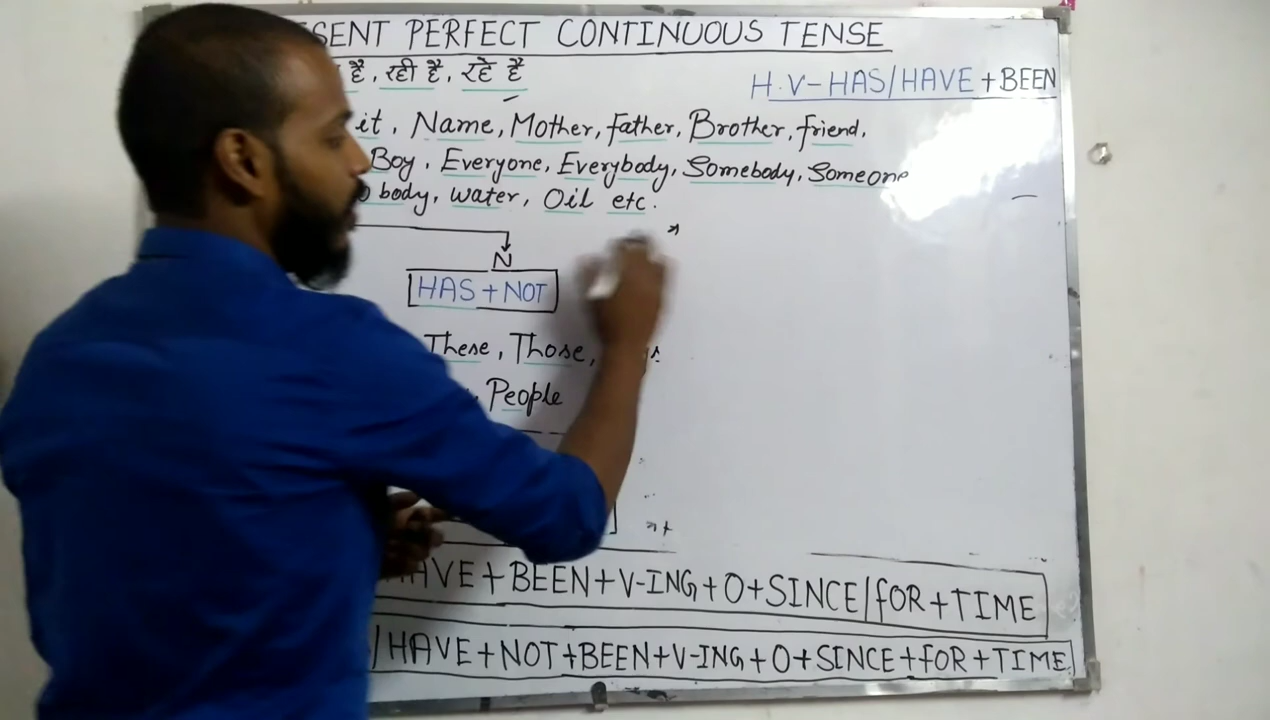 SENT PERFECT CONTINUOUS TENSE
है, रही है, रहे है
H.V-HAS/HAVE +BEEN
it, Name, Mother, father, Brother, friend,
Boy, Everyone, Everybody, Somebody, Someone
body, water, Oil etc.
N
HAS+NOT
These, Those,
People
HAVE+BEEN+V-ING+O+SINCE/fOR+TIME
/HAVE+NOT+BEEN+V-ING+O+SINCE+fOR+TIME